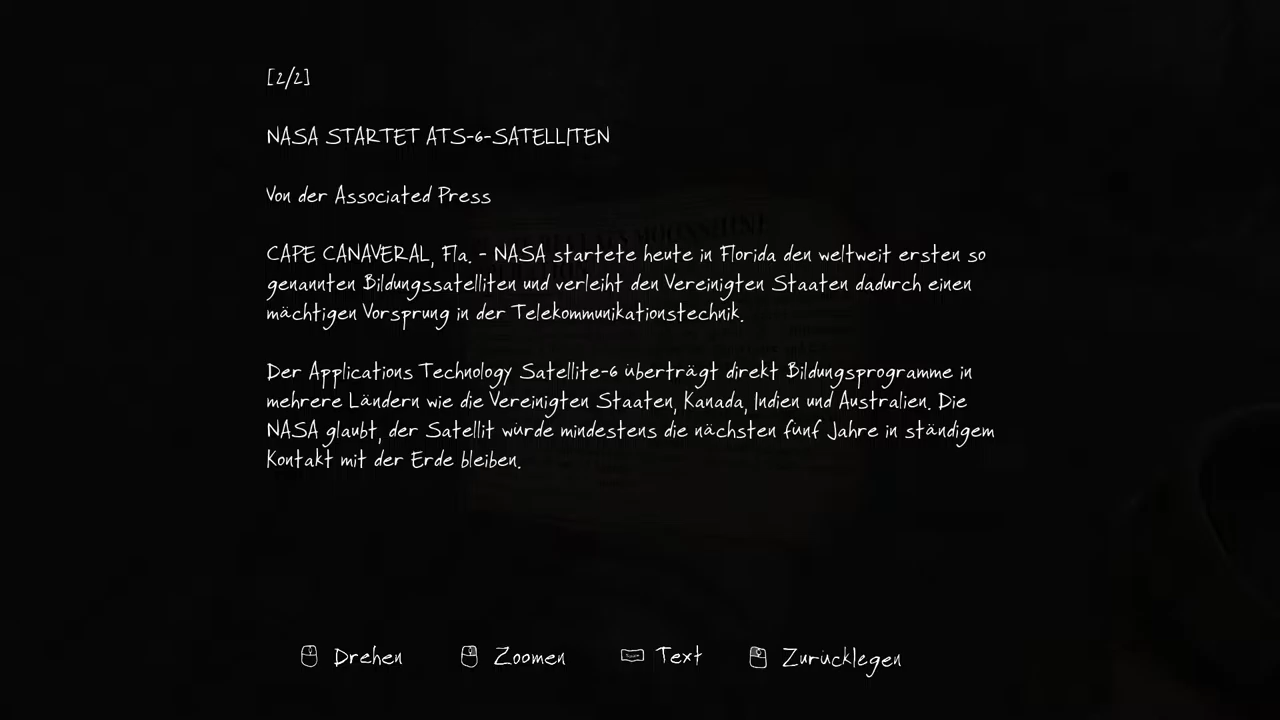 [2/2]
NASA STARTET ATS-6-SATELLITEN
Von der Associated Press
CAPE CANAVERAL, Fla. - NASA startete heute in Florida den weltweit ersten so
genannten Bildungssatelliten und verleiht den Vereinigten Staaten dadurch einen
mächtigen Vorsprung in der Telekommunikationstechnik.
Der Applications Technology Satellite-6 überträgt direkt Bildungsprogramme in
mehrere Ländern wie die Vereinigten Staaten, Kanada, Indien und Australien. Die
NASA glaubt, der Satellit würde mindestens die nächsten fünf Jahre in ständigem
Kontakt mit der Erde bleiben.
Drehen Zoomen Text Zurücklegen